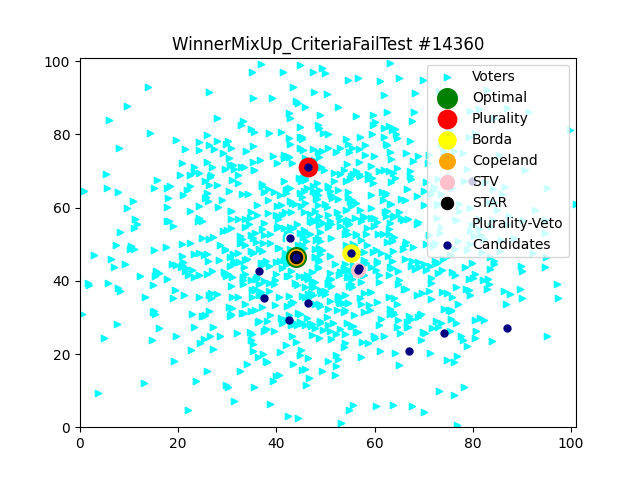 WinnerMixUp_CriteriaFailTest #14360
100
80
60
40
20
0
0
20
40
60
80
100
Voters
Optimal
Plurality
Borda
Copeland
STV
STAR
Plurality-Veto
Candidates